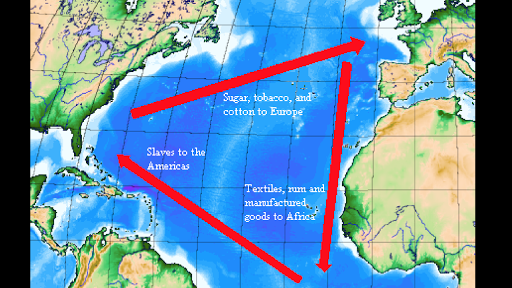 Sugar, tobacco, and
cotton to Europe
Slaves to the
Americas
Textiles, rum and
manufactured
goods to Africa